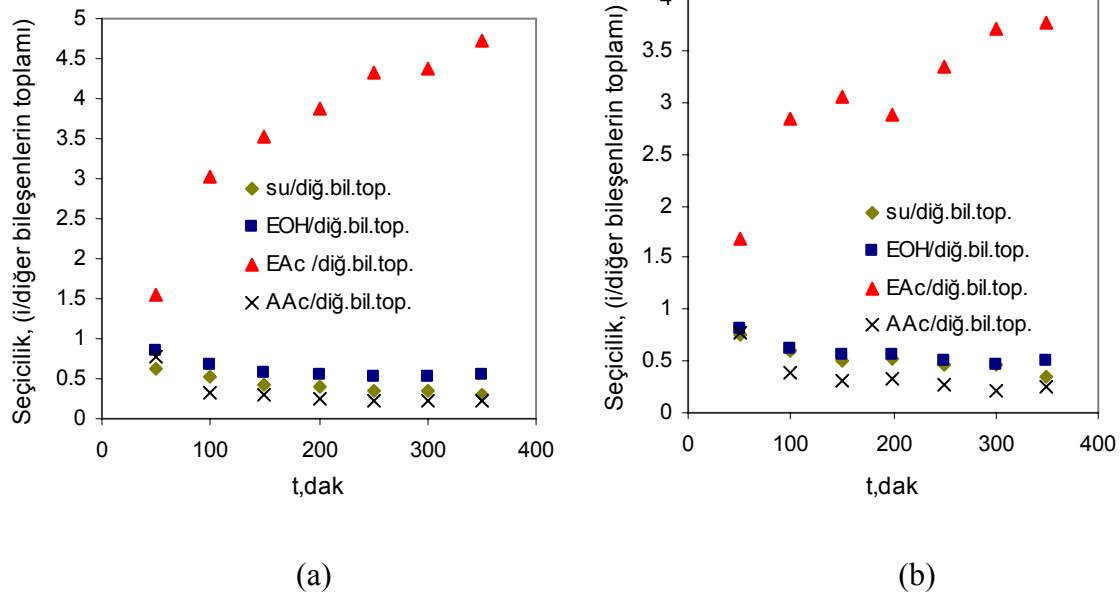 Seçicilik, (i/diğer bileşenlerin toplamı)
5
4.5
4
3.5
3
2.5
2
1.5
1
0.5
0
0
100
200
300
400
t,dak
su/diğ.bil.top.
EOH/diğ.bil.top.
EAc /diğ.bil.top.
AAc/diğ.bil.top.
(a)
Seçicilik, (i/diğer bileşenlerin toplamı)
4
3.5
3
2.5
2
1.5
1
0.5
0
0
100
200
300
400
t,dak
su/diğ.bil.top.
EOH/diğ.bil.top.
EAc/diğ.bil.top.
AAc/diğ.bil.top.
(b)